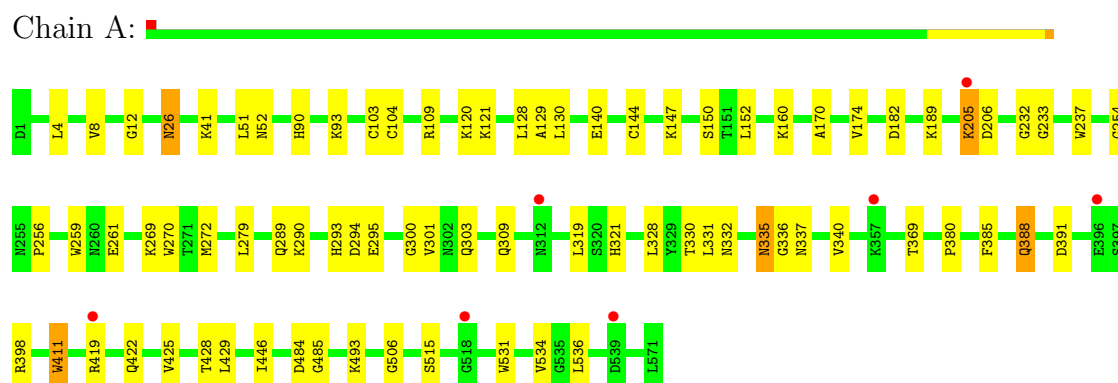 Chain A:
D1 L4 V8 G12 N26 K41 L51 N52 H90 K93 C103 C104 R109 K120 K121 L128 A129 L130 E140 C144 K147 S150 T151 L152 K160 A170 V174 D182 K189 K205 D206 G232 G233 W237
N255 P256 W259 N260 E261 K269 W270 T271 M272 L279 Q289 K290 H293 D294 E295 G300 V301 N302 Q303 Q309 N312 L319 S320 H321 L328 Y329 T330 L331 N332 N335 G336 N337 V340 K357 T369 P380 F385 Q388 D391 E396
R398 W411 R419 Q422 V425 T428 L429 I446 D484 G485 K493 G506 S515 G518 W531 V534 G535 L536 D539 L571